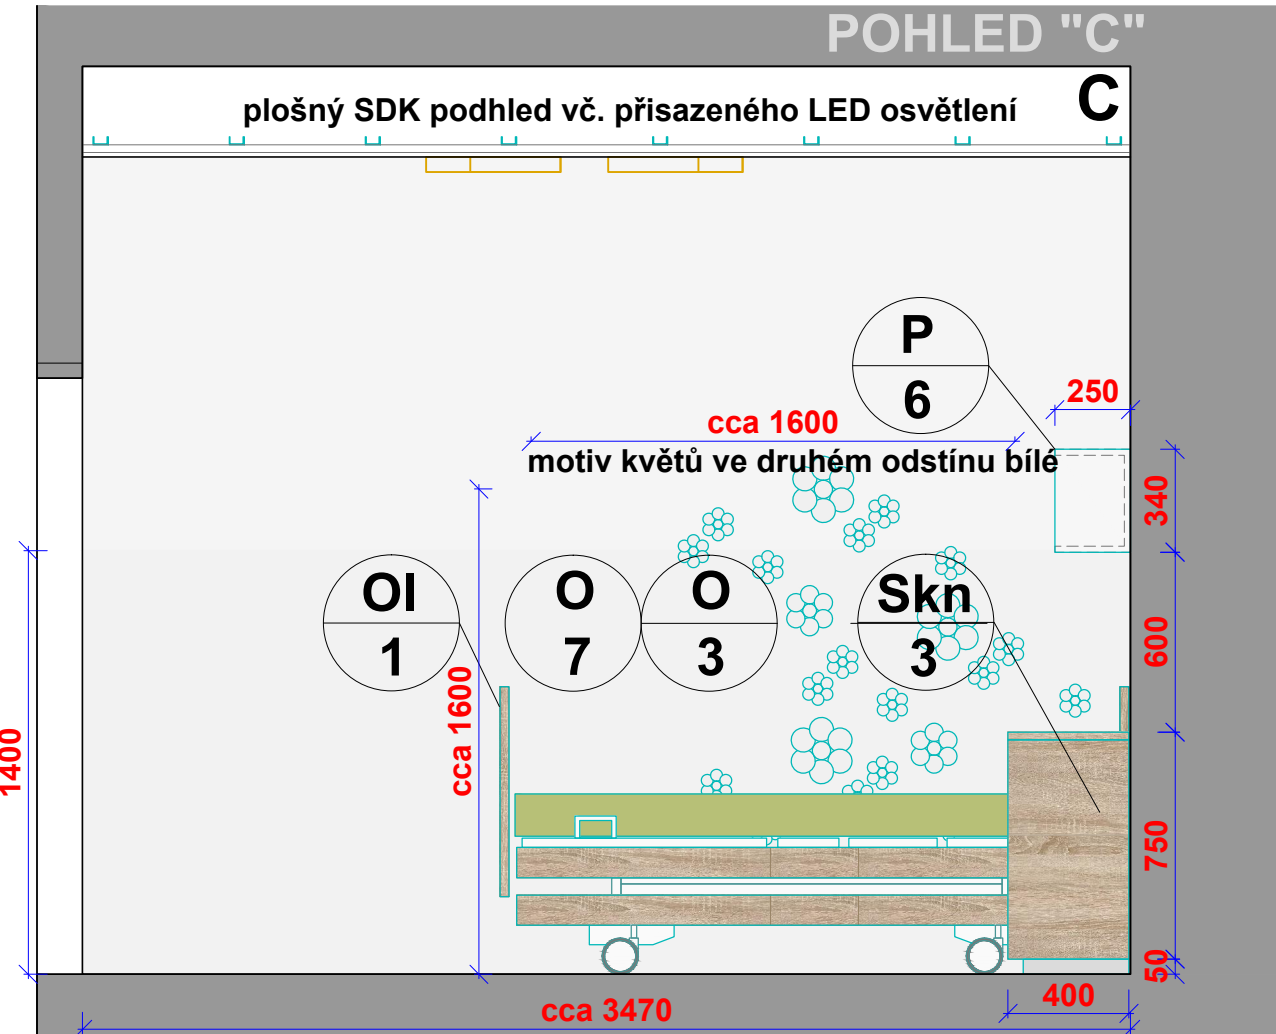 POHLED "C"
C
plošný SDK podhled vč. přisazeného LED osvětlení
P
6
250
cca 1600
motiv květů ve druhém odstínu bílé
340
Ol
1
O
7
O
3
Skn
3
600
cca 1600
1400
750
50
400
cca 3470